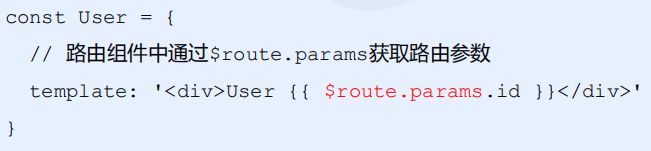 const User = {
// 路由组件中通过$route.params获取路由参数
template: '<div>User {{ $route.params.id }}</div>'
}